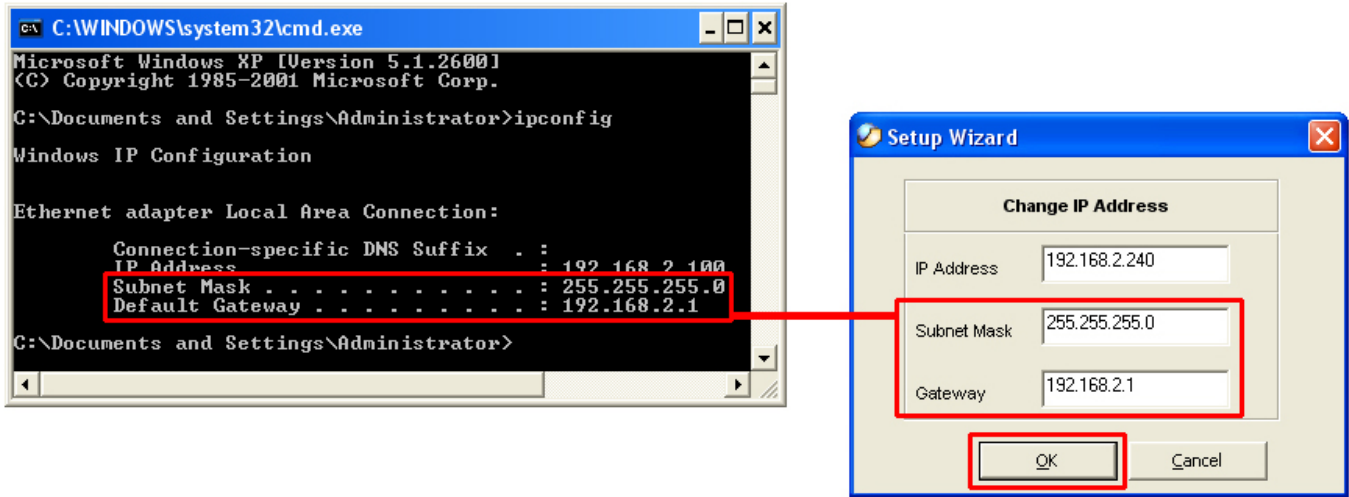 C:\WINDOWS\system32\cmd.exe
Microsoft Windows XP [Version 5.1.2600]
(C) Copyright 1985-2001 Microsoft Corp.
C:\Documents and Settings\Administrator>ipconfig
Windows IP Configuration
Ethernet adapter Local Area Connection:
Connection-specific DNS Suffix . :
IP Address. . . . . . . . . . . . : 192.168.2.100
Subnet Mask . . . . . . . . . . . : 255.255.255.0
Default Gateway . . . . . . . . . : 192.168.2.1
C:\Documents and Settings\Administrator>
Setup Wizard
Change IP Address
IP Address 192.168.2.240
Subnet Mask 255.255.255.0
Gateway 192.168.2.1
OK Cancel